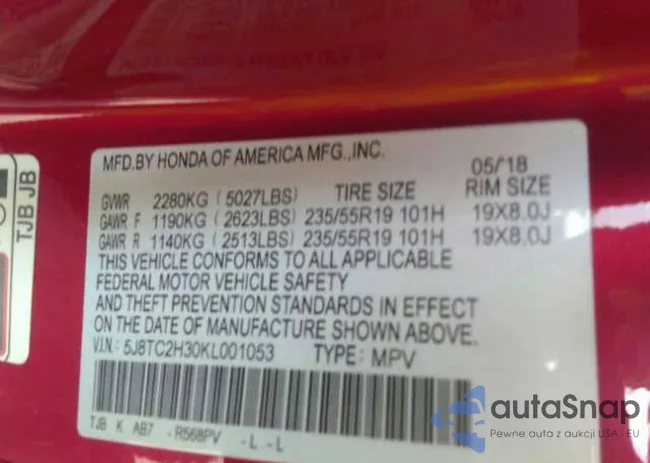 MFD.BY HONDA OF AMERICA MFG.,INC.
05/'18
GVWR 2280KG (5027LBS) TIRE SIZE RIM SIZE
GAWR F 1190KG (2623LBS) 235/55R19 101H 19X8.0J
GAWR R 1140KG (2513LBS) 235/55R19 101H 19X8.0J
THIS VEHICLE CONFORMS TO ALL APPLICABLE
FEDERAL MOTOR VEHICLE SAFETY
AND THEFT PREVENTION STANDARDS IN EFFECT
ON THE DATE OF MANUFACTURE SHOWN ABOVE.
V.I.N.: 5J8TC2H30KL001053 TYPE: MPV
TJB K AB7 -R568PV -L -L
TJB JB
autaSnap
Pewne auta z aukcji USA i EU